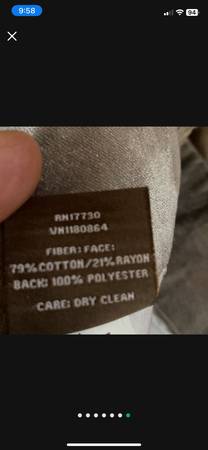 9:58
94
RN17730
VN1180864
FIBER: FACE:
79% COTTON/21% RAYON
BACK: 100% POLYESTER
CARE: DRY CLEAN